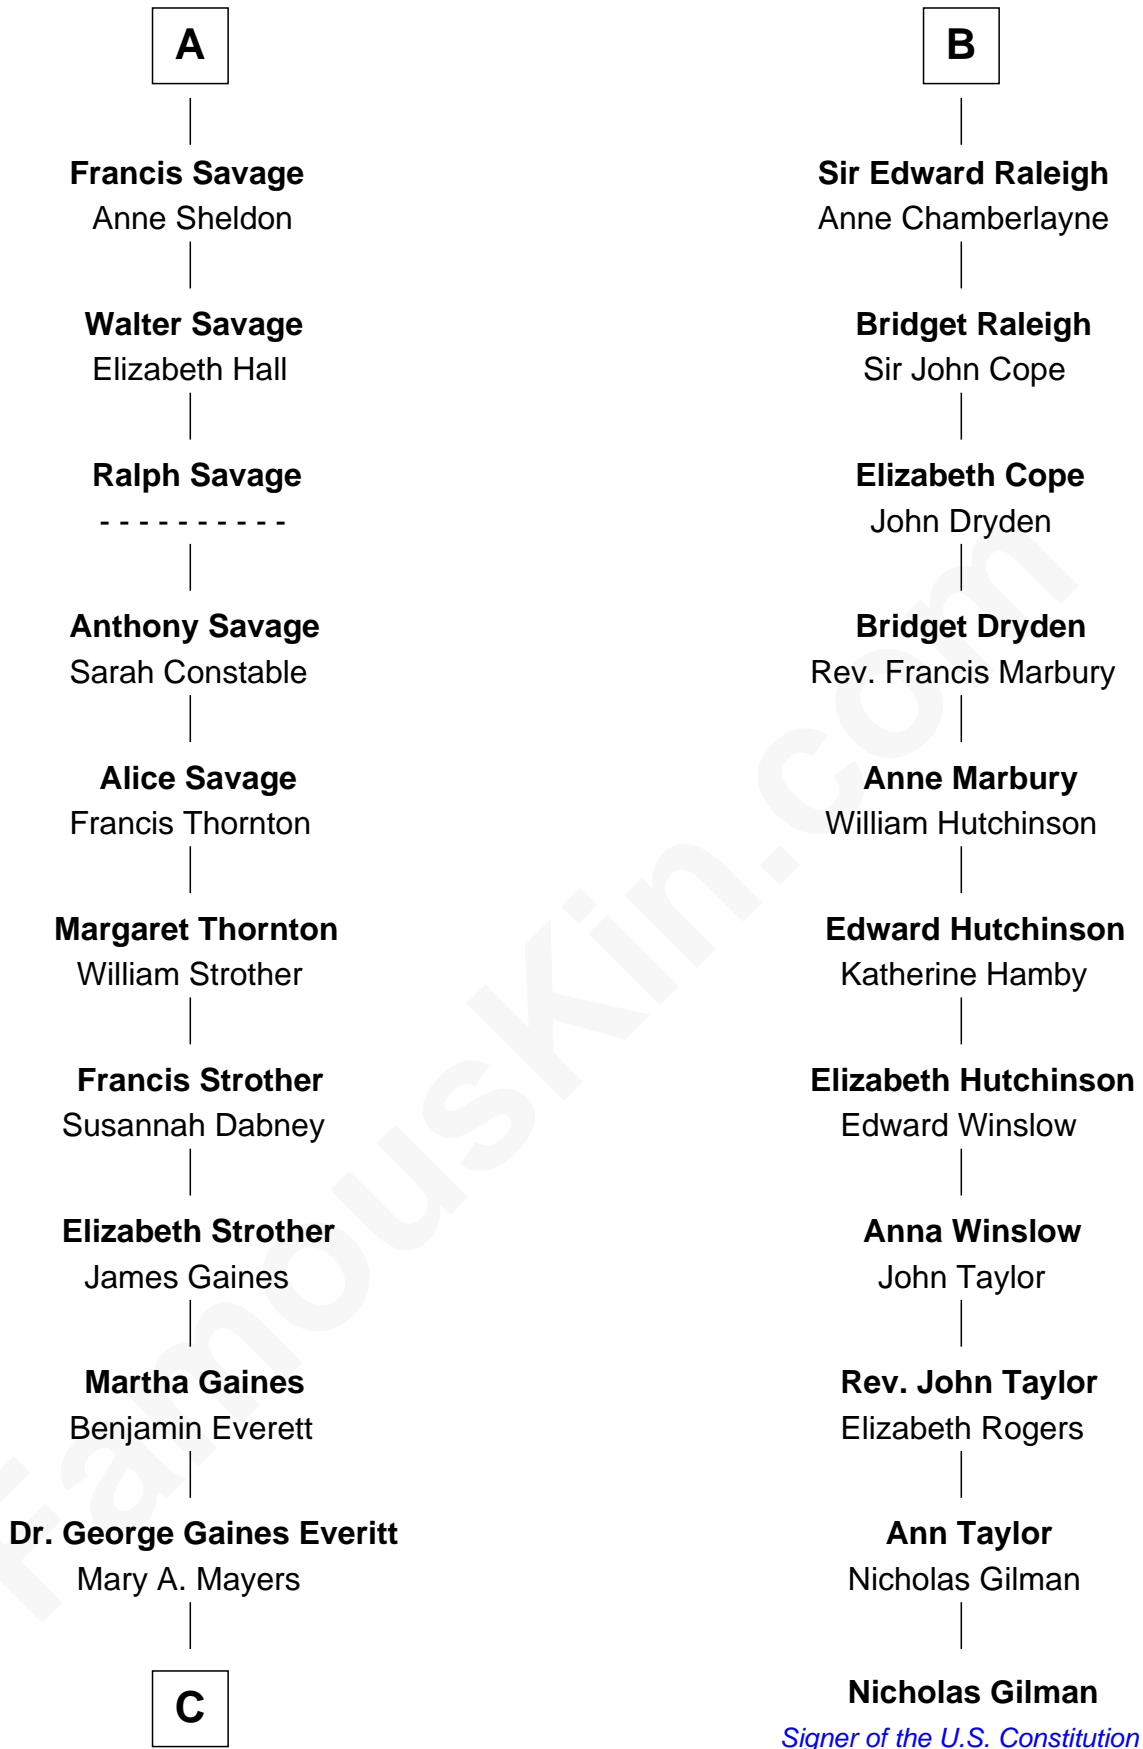 A
Francis Savage
Anne Sheldon
Walter Savage
Elizabeth Hall
Ralph Savage
- - - - - - - - - -
Anthony Savage
Sarah Constable
Alice Savage
Francis Thornton
Margaret Thornton
William Strother
Francis Strother
Susannah Dabney
Elizabeth Strother
James Gaines
Martha Gaines
Benjamin Everett
Dr. George Gaines Everitt
Mary A. Mayers
C
B
Sir Edward Raleigh
Anne Chamberlayne
Bridget Raleigh
Sir John Cope
Elizabeth Cope
John Dryden
Bridget Dryden
Rev. Francis Marbury
Anne Marbury
William Hutchinson
Edward Hutchinson
Katherine Hamby
Elizabeth Hutchinson
Edward Winslow
Anna Winslow
John Taylor
Rev. John Taylor
Elizabeth Rogers
Ann Taylor
Nicholas Gilman
Nicholas Gilman
Signer of the U.S. Constitution
FamousKin.com